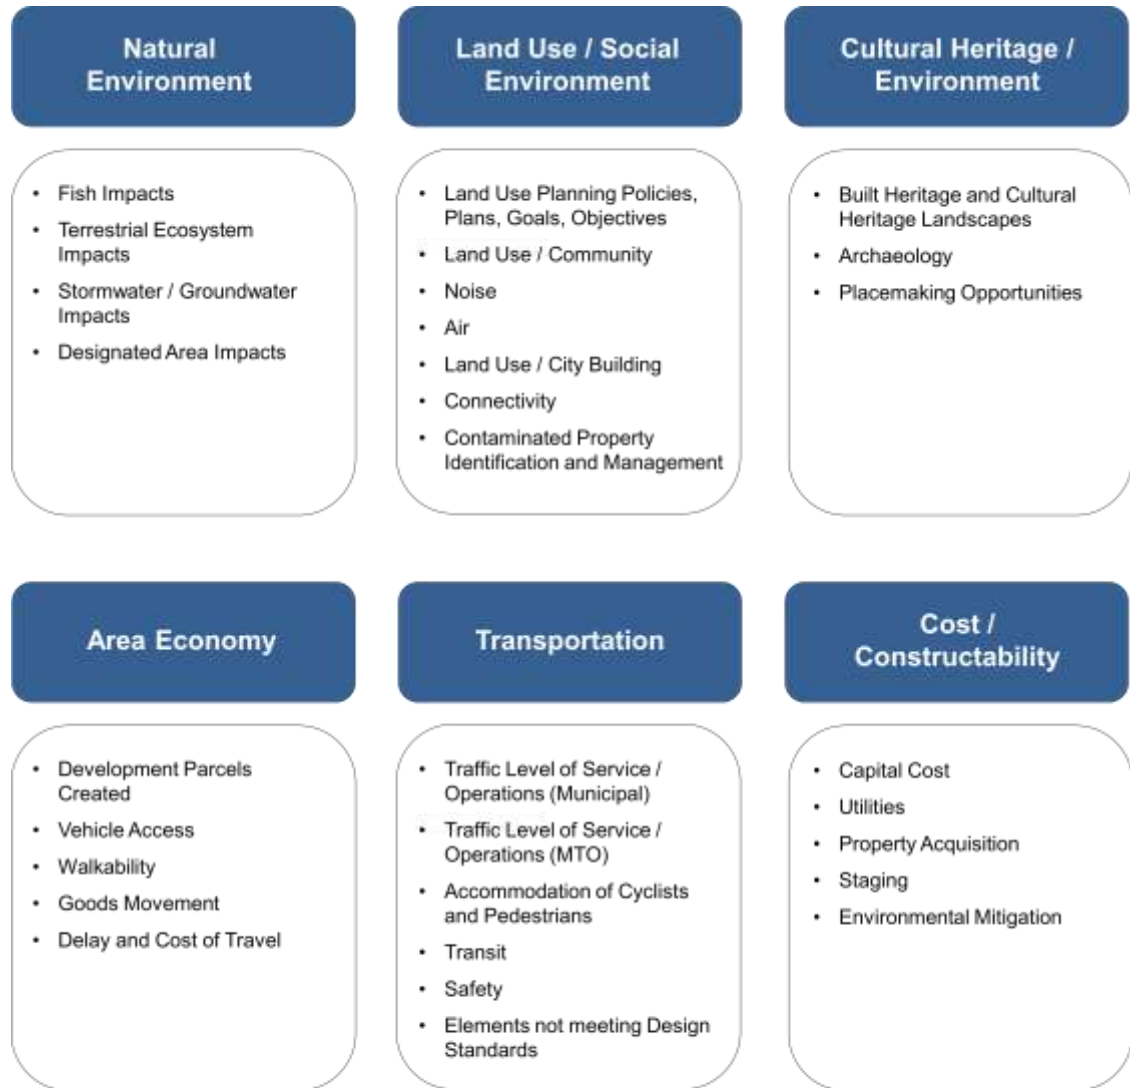 Natural
Environment
• Fish Impacts
• Terrestrial Ecosystem
Impacts
• Stormwater / Groundwater
Impacts
• Designated Area Impacts
Land Use / Social
Environment
• Land Use Planning Policies,
Plans, Goals, Objectives
• Land Use / Community
• Noise
• Air
• Land Use / City Building
• Connectivity
• Contaminated Property
Identification and Management
Cultural Heritage /
Environment
• Built Heritage and Cultural
Heritage Landscapes
• Archaeology
• Placemaking Opportunities
Area Economy
• Development Parcels
Created
• Vehicle Access
• Walkability
• Goods Movement
• Delay and Cost of Travel
Transportation
• Traffic Level of Service /
Operations (Municipal)
• Traffic Level of Service /
Operations (MTO)
• Accommodation of Cyclists
and Pedestrians
• Transit
• Safety
• Elements not meeting Design
Standards
Cost /
Constructability
• Capital Cost
• Utilities
• Property Acquisition
• Staging
• Environmental Mitigation